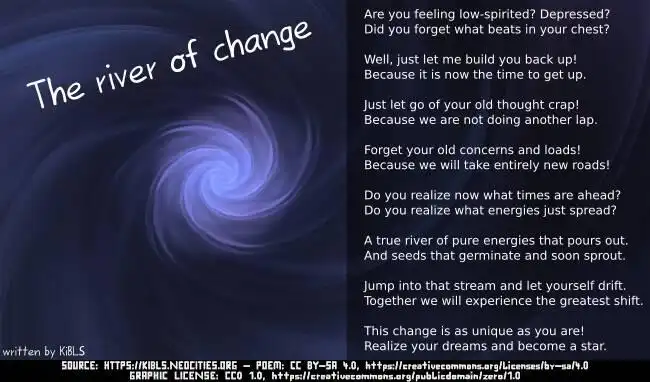 The river of change
Are you feeling low-spirited? Depressed?
Did you forget what beats in your chest?
Well, just let me build you back up!
Because it is now the time to get up.
Just let go of your old thought crap!
Because we are not doing another lap.
Forget your old concerns and loads!
Because we will take entirely new roads!
Do you realize now what times are ahead?
Do you realize what energies just spread?
A true river of pure energies that pours out.
And seeds that germinate and soon sprout.
Jump into that stream and let yourself drift.
Together we will experience the greatest shift.
This change is as unique as you are!
Realize your dreams and become a star.
written by KiBLS
SOURCE: HTTPS://KIBLS.NEOCITIES.ORG – POEM: CC BY-SA 4.0, https://creativecommons.org/licenses/by-sa/4.0
GRAPHIC LICENSE: CC0 1.0, https://creativecommons.org/publicdomain/zero/1.0